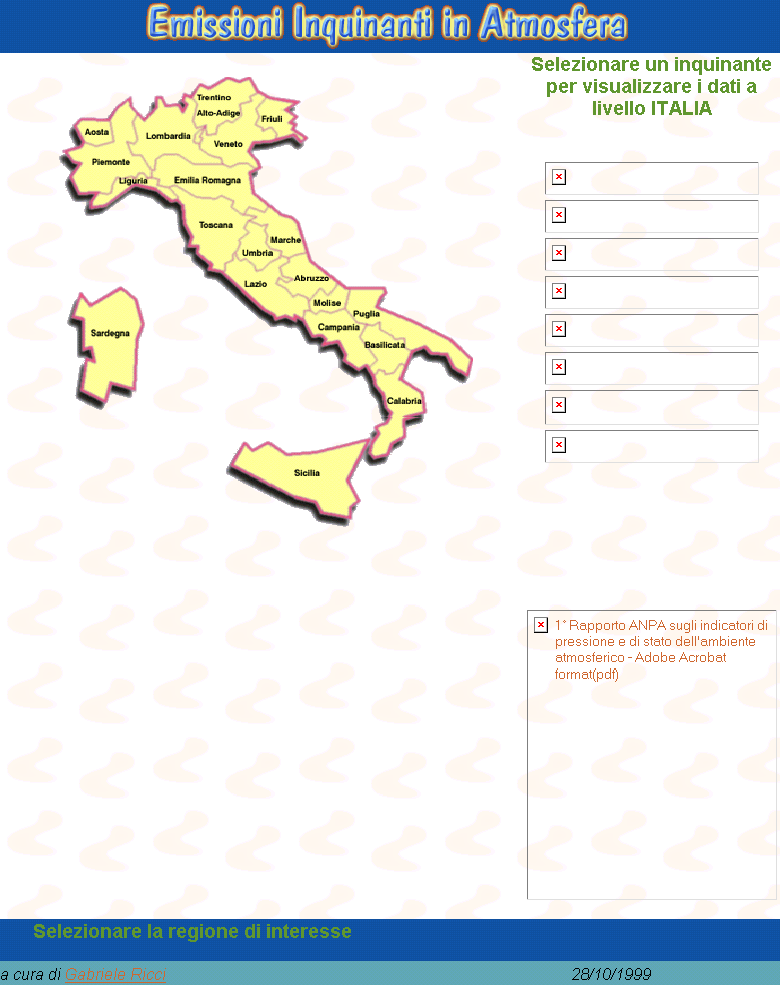 Emissioni Inquinanti in Atmosfera
Selezionare un inquinante
per visualizzare i dati a
livello ITALIA
Trentino
Alto-Adige
Friuli
Aosta
Lombardia
Veneto
Piemonte
Liguria
Emilia Romagna
Toscana
Marche
Umbria
Lazio
Abruzzo
Molise
Puglia
Campania
Basilicata
Sardegna
Calabria
Sicilia
1° Rapporto ANPA sugli indicatori di
pressione e di stato dell'ambiente
atmosferico - Adobe Acrobat
format(pdf)
Selezionare la regione di interesse
a cura di Gabriele Ricci 28/10/1999